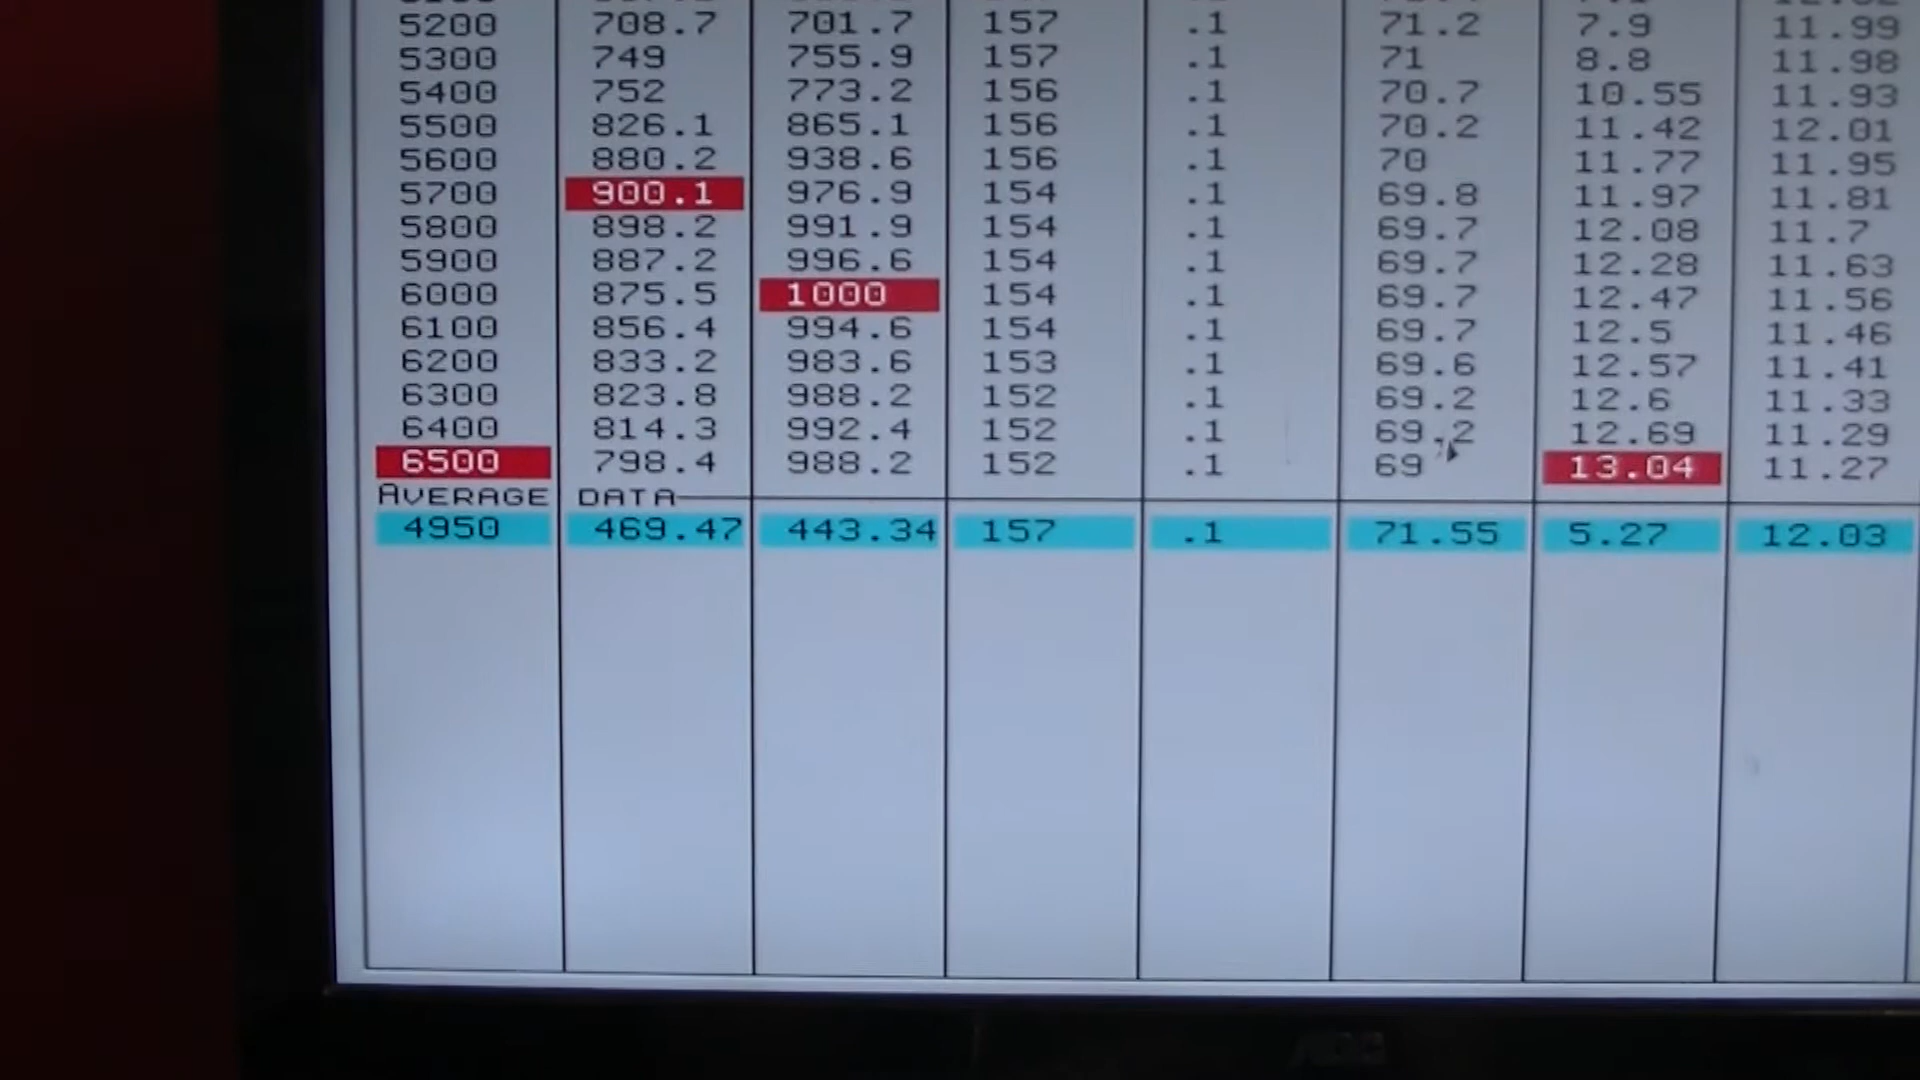 5200 708.7 701.7 157 .1 71.2 7.9 11.99
5300 749 755.9 157 .1 71 8.8 11.98
5400 752 773.2 156 .1 70.7 10.55 11.93
5500 826.1 865.1 156 .1 70.2 11.42 12.01
5600 880.2 938.6 156 .1 70 11.77 11.95
5700 900.1 976.9 154 .1 69.8 11.97 11.81
5800 898.2 991.9 154 .1 69.7 12.08 11.7
5900 887.2 996.6 154 .1 69.7 12.28 11.63
6000 875.5 1000 154 .1 69.7 12.47 11.56
6100 856.4 994.6 154 .1 69.7 12.5 11.46
6200 833.2 983.6 153 .1 69.6 12.57 11.41
6300 823.8 988.2 152 .1 69.2 12.6 11.33
6400 814.3 992.4 152 .1 69.2 12.69 11.29
6500 798.4 988.2 152 .1 69 13.04 11.27
AVERAGE DATA
4950 469.47 443.34 157 .1 71.55 5.27 12.03
AOC